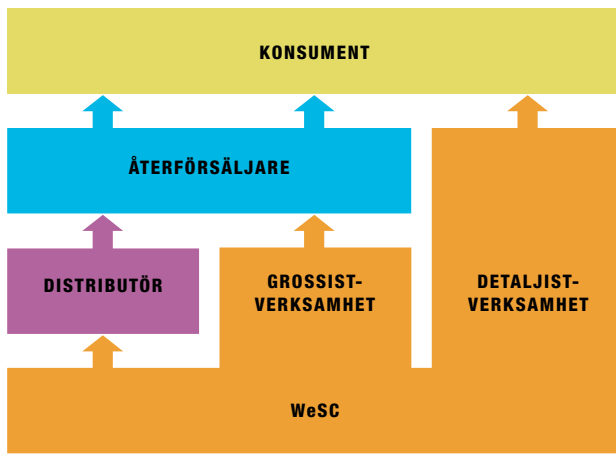 KONSUMENT
ÅTERFÖRSÄLJARE
DISTRIBUTÖR
GROSSIST-
VERKSAMHET
DETALJIST-
VERKSAMHET
WeSC